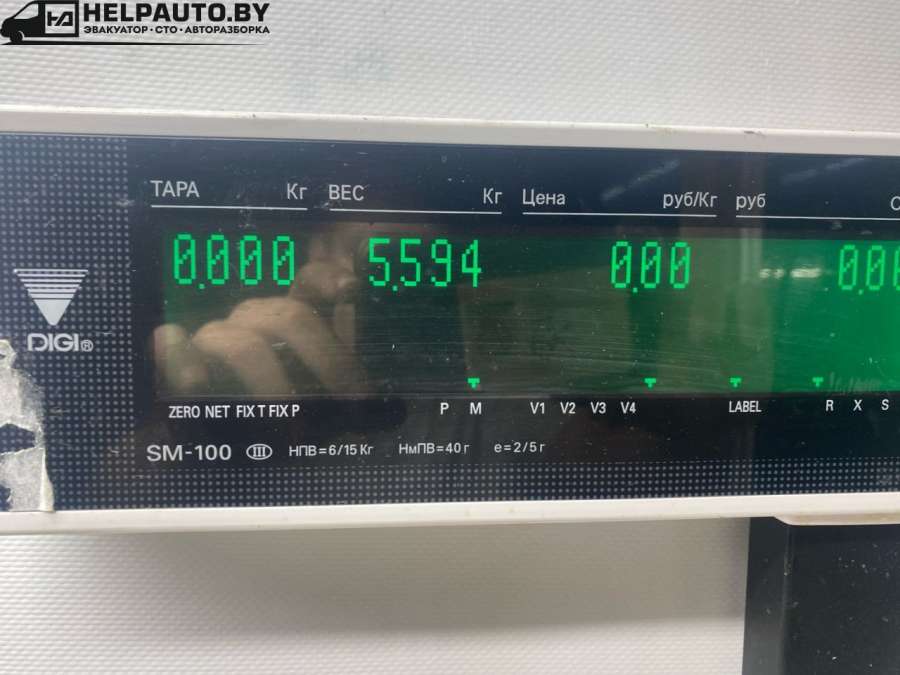 HELPAUTO.BY
ЭВАКУАТОР · СТО · АВТОРАЗБОРКА
ТАРА Кг ВЕС Кг Цена руб/Кг руб
0.000 5.594 0.00 0.00
DIGI®
ZERO NET FIX T FIX P P M V1 V2 V3 V4 LABEL R X S
SM-100 III НПВ=6/15 Кг НмПВ=40 г e=2/5 г